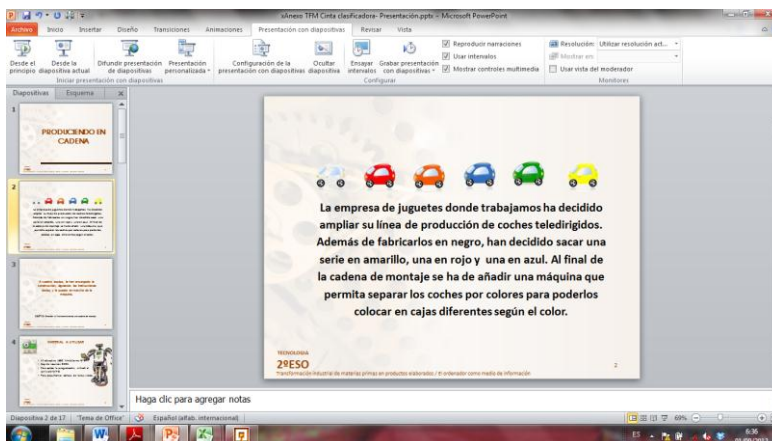 xAnexo TFM Cinta clasificadora- Presentación.pptx - Microsoft PowerPoint
Archivo Inicio Insertar Diseño Transiciones Animaciones Presentación con diapositivas Revisar Vista
Desde el principio
Desde la diapositiva actual
Difundir presentación de diapositivas
Presentación personalizada
Configuración de la presentación con diapositivas
Ocultar diapositiva
Ensayar intervalos
Grabar presentación con diapositivas
Reproducir narraciones
Usar intervalos
Mostrar controles multimedia
Resolución: Utilizar resolución act...
Mostrar en:
Usar vista del moderador
Iniciar presentación con diapositivas
Configurar
Monitores
Diapositivas Esquema
1
PRODUCIENDO EN
CADENA
2
3
4
La empresa de juguetes donde trabajamos ha decidido
ampliar su línea de producción de coches teledirigidos.
Además de fabricarlos en negro, han decidido sacar una
serie en amarillo, una en rojo y una en azul. Al final de
la cadena de montaje se ha de añadir una máquina que
permita separar los coches por colores para poderlos
colocar en cajas diferentes según el color.
TECNOLOGIA
2ºESO
Transformación industrial de materias primas en productos elaborados / El ordenador como medio de información
2
Haga clic para agregar notas
Diapositiva 2 de 17 "Tema de Office" Español (alfab. internacional) 69%
ES 6:36
01/09/2012